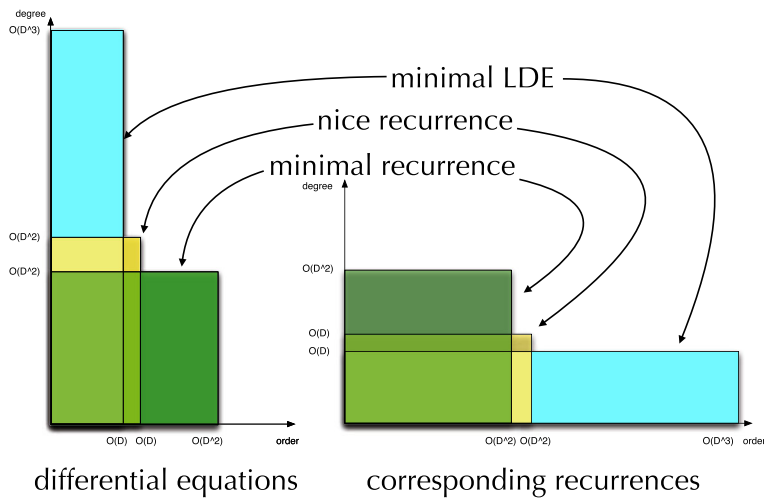 degree
O(D^3)
minimal LDE
nice recurrence
minimal recurrence
degree
O(D^2)
O(D^2)
O(D^2)
O(D)
O(D)
O(D) O(D) O(D^2) order
O(D^2) O(D^2) O(D^3) order
differential equations corresponding recurrences